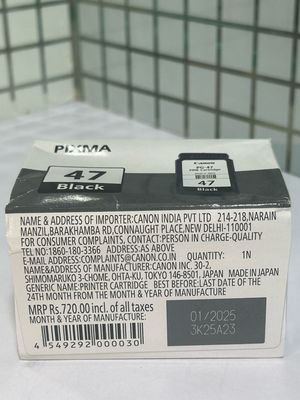 PIXMA
47
Black
Canon
PG-47
FINE Cartridge
47
NAME & ADDRESS OF IMPORTER:CANON INDIA PVT LTD 214-218,NARAIN
MANZIL,BARAKHAMBA RD,CONNAUGHT PLACE,NEW DELHI-110001
FOR CONSUMER COMPLAINTS, CONTACT:PERSON IN CHARGE-QUALITY
TEL NO:1860-180-3366 ADDRESS:AS ABOVE
E-MAIL ADDRESS:COMPLAINTS@CANON.CO.IN QUANTITY: 1N
NAME & ADDRESS OF MANUFACTURER:CANON INC. 30-2,
SHIMOMARUKO 3-CHOME, OHTA-KU, TOKYO 146-8501, JAPAN MADE IN JAPAN
GENERIC NAME:PRINTER CARTRIDGE BEST BEFORE:LAST DATE OF THE
24TH MONTH FROM THE MONTH & YEAR OF MANUFACTURE
MRP Rs.720.00 incl. of all taxes
MONTH & YEAR OF MANUFACTURE:
01/2025
3K25A23
4 549292 000030